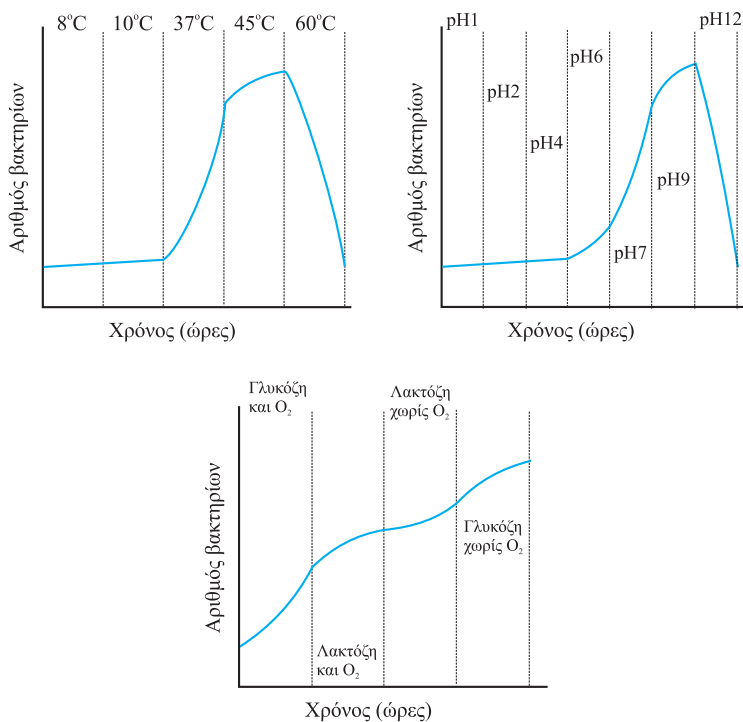 8°C 10°C 37°C 45°C 60°C
Αριθμός βακτηρίων
Χρόνος (ώρες)
pH1 pH12
pH6
pH2
pH4
pH9
pH7
Αριθμός βακτηρίων
Χρόνος (ώρες)
Γλυκόζη
και O₂
Λακτόζη
χωρίς O₂
Γλυκόζη
χωρίς O₂
Λακτόζη
και O₂
Αριθμός βακτηρίων
Χρόνος (ώρες)